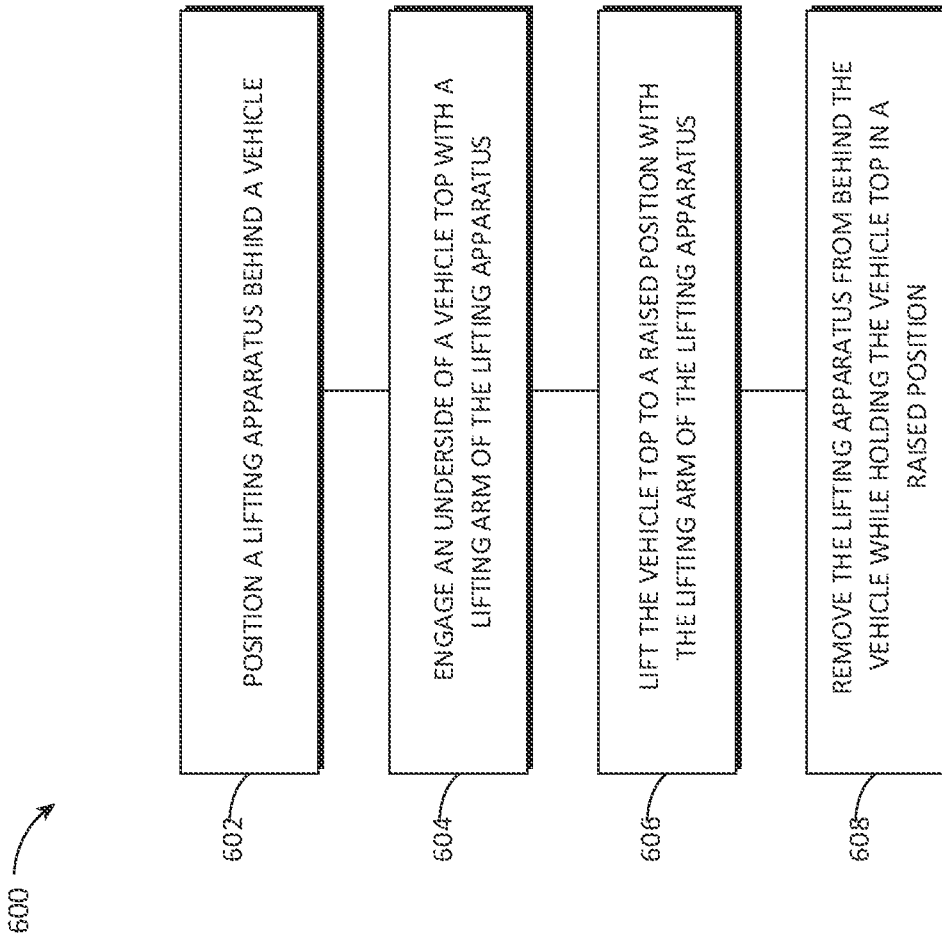 600
602
POSITION A LIFTING APPARATUS BEHIND A VEHICLE
604
ENGAGE AN UNDERSIDE OF A VEHICLE TOP WITH A
LIFTING ARM OF THE LIFTING APPARATUS
606
LIFT THE VEHICLE TOP TO A RAISED POSITION WITH
THE LIFTING ARM OF THE LIFTING APPARATUS
608
REMOVE THE LIFTING APPARATUS FROM BEHIND THE
VEHICLE WHILE HOLDING THE VEHICLE TOP IN A
RAISED POSITION